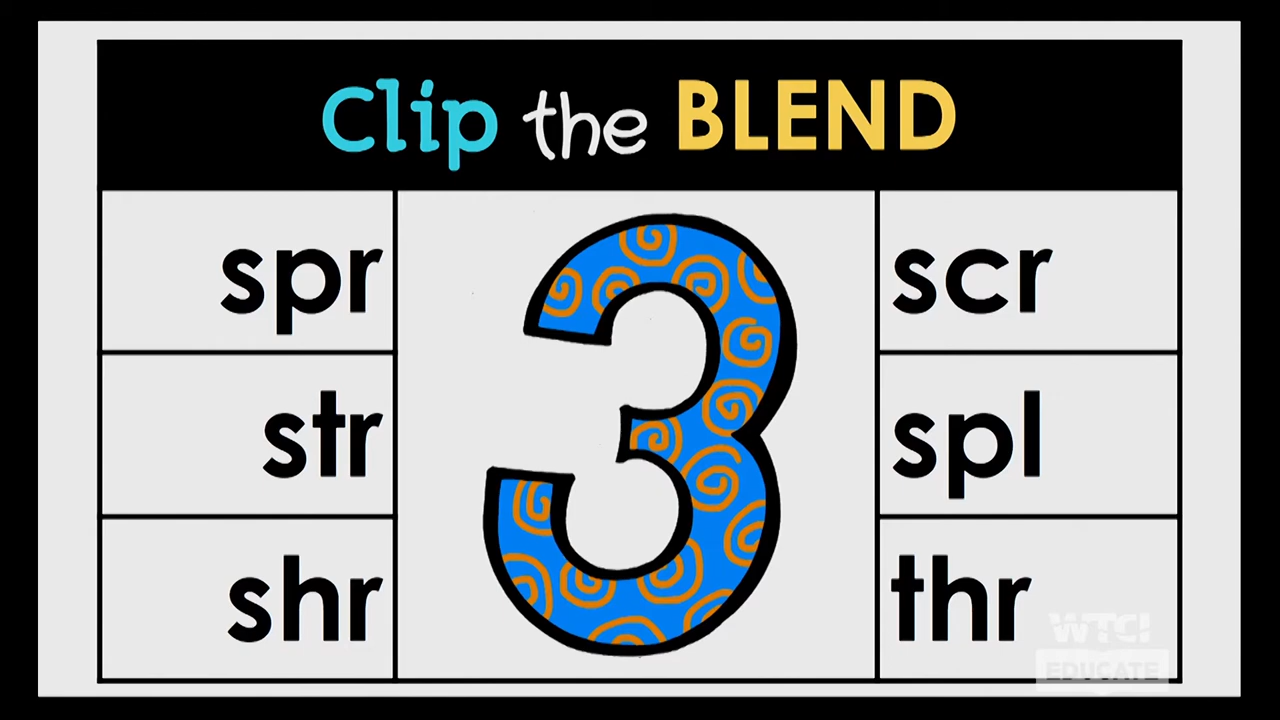 Clip the BLEND
spr
3
scr
str
spl
shr
thr
WTCI
EDUCATE